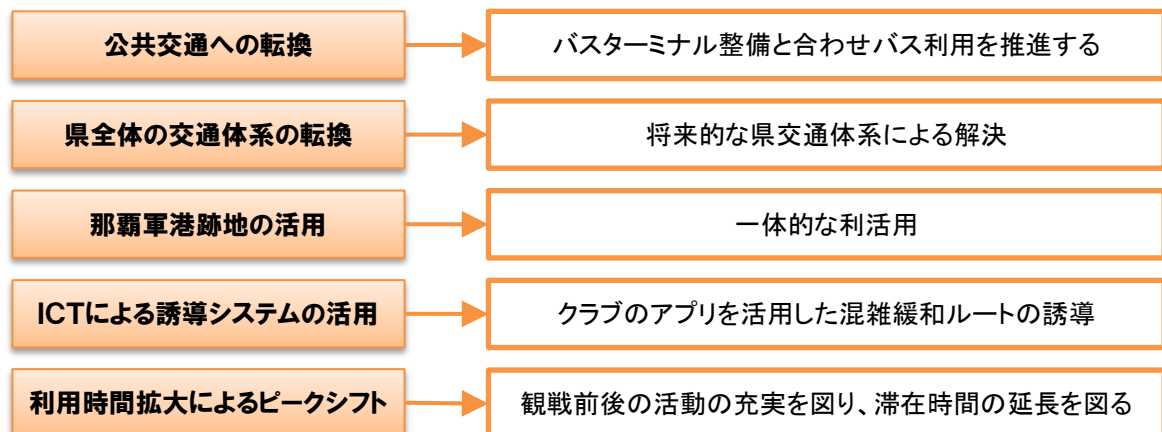 公共交通への転換
バスターミナル整備と合わせバス利用を推進する
県全体の交通体系の転換
将来的な県交通体系による解決
那覇軍港跡地の活用
一体的な利活用
ICTによる誘導システムの活用
クラブのアプリを活用した混雑緩和ルートの誘導
利用時間拡大によるピークシフト
観戦前後の活動の充実を図り、滞在時間の延長を図る